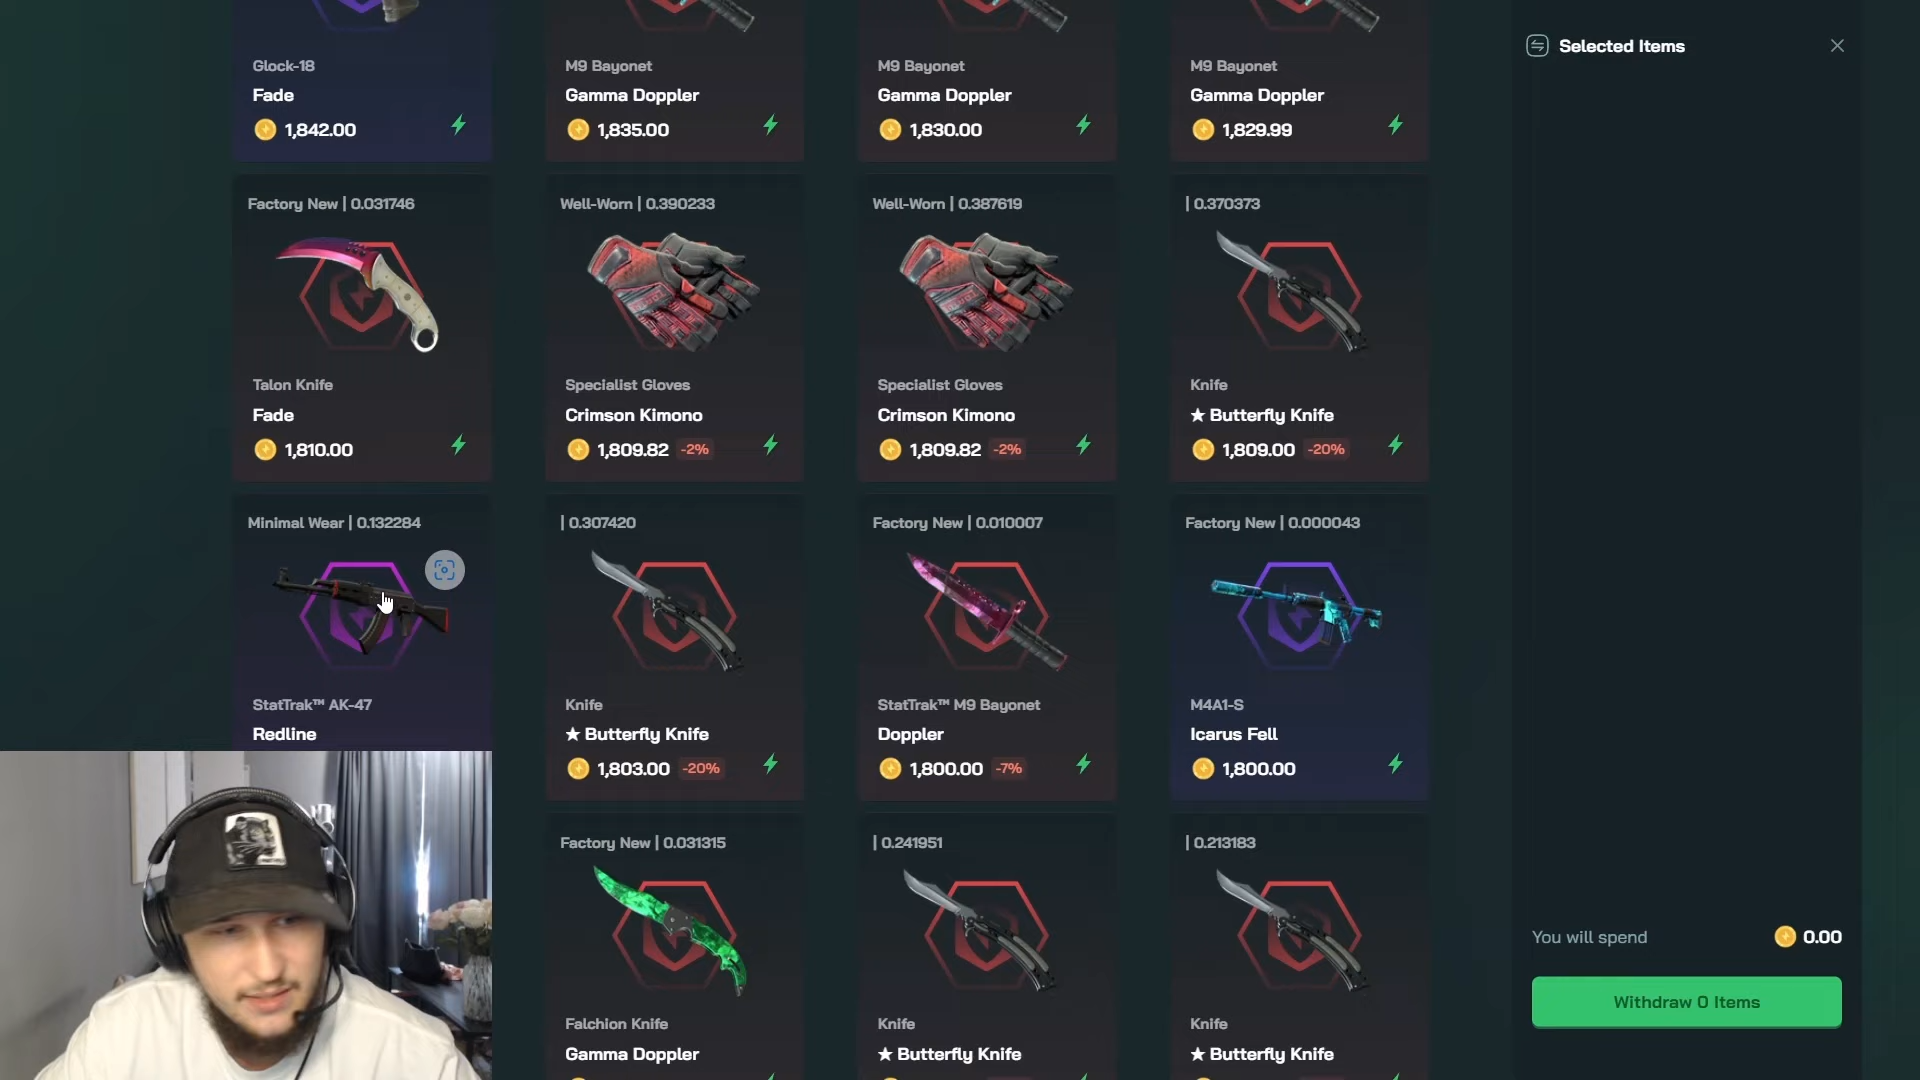 Glock-18
Fade
1,842.00
M9 Bayonet
Gamma Doppler
1,835.00
M9 Bayonet
Gamma Doppler
1,830.00
M9 Bayonet
Gamma Doppler
1,829.99
Selected Items
Factory New | 0.031746
Talon Knife
Fade
1,810.00
Well-Worn | 0.390233
Specialist Gloves
Crimson Kimono
1,809.82 -2%
Well-Worn | 0.387619
Specialist Gloves
Crimson Kimono
1,809.82 -2%
| 0.370373
Knife
★ Butterfly Knife
1,809.00 -20%
Minimal Wear | 0.132284
StatTrak™ AK-47
Redline
| 0.307420
Knife
★ Butterfly Knife
1,803.00 -20%
Factory New | 0.010007
StatTrak™ M9 Bayonet
Doppler
1,800.00 -7%
Factory New | 0.000043
M4A1-S
Icarus Fell
1,800.00
Factory New | 0.031315
Falchion Knife
Gamma Doppler
| 0.241951
Knife
★ Butterfly Knife
| 0.213183
Knife
★ Butterfly Knife
You will spend 0.00
Withdraw 0 Items